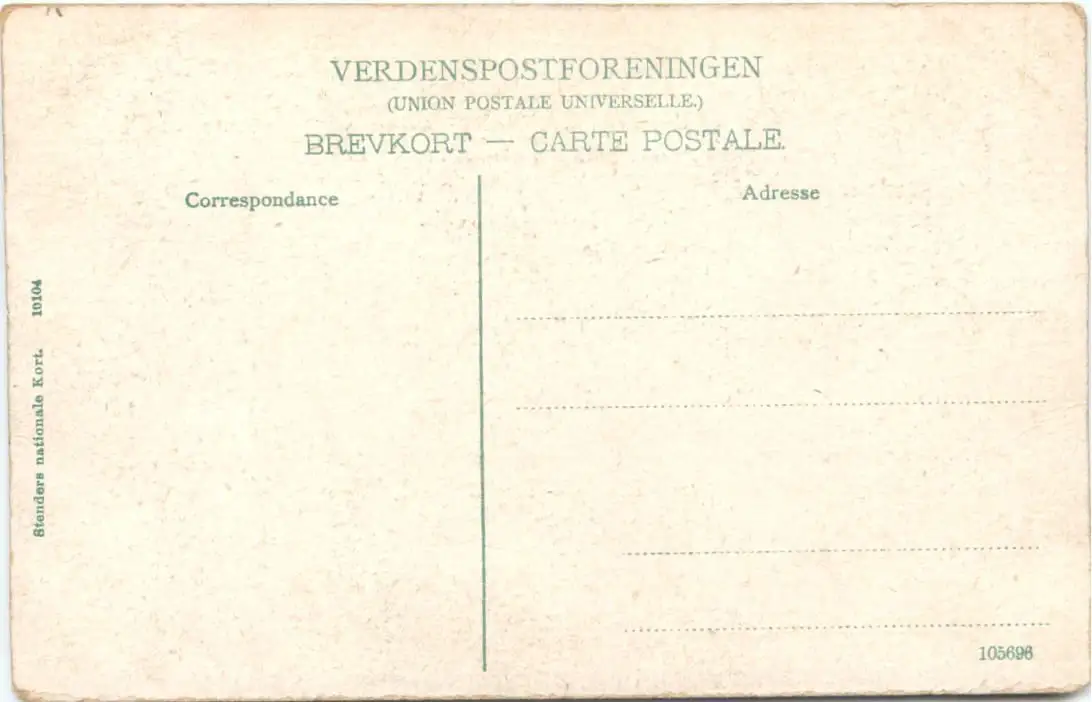 VERDENSPOSTFORENINGEN
(UNION POSTALE UNIVERSELLE.)
BREVKORT — CARTE POSTALE.
Correspondance
Adresse
Stenders nationale Kort. 10104
105696